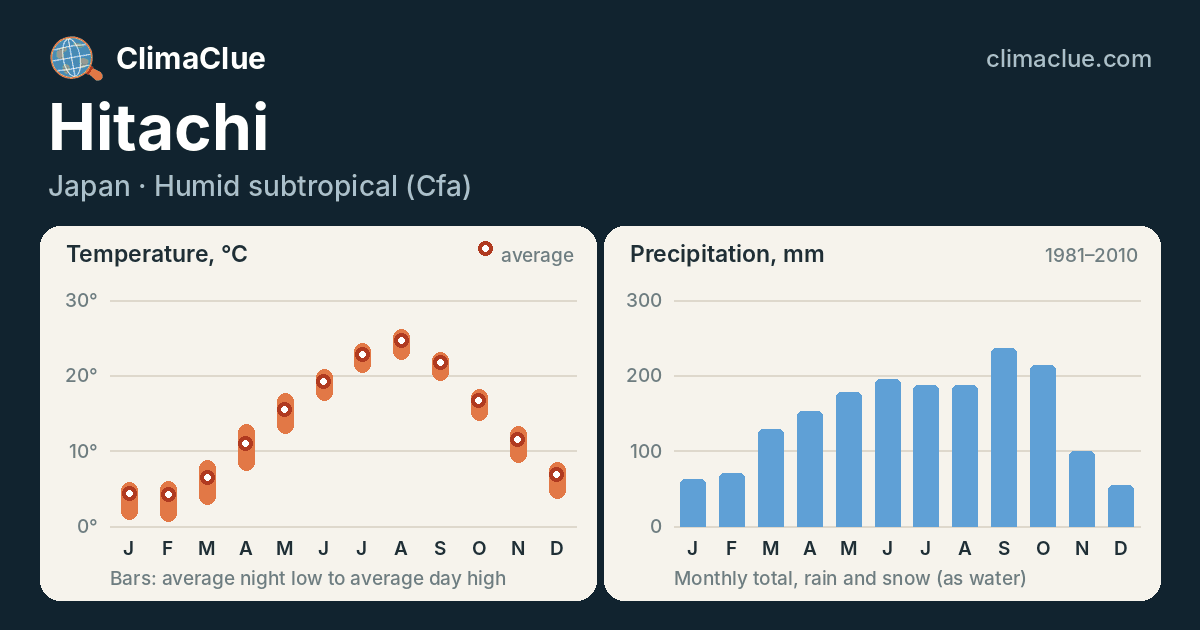 ClimaClue
climaclue.com
Hitachi
Japan · Humid subtropical (Cfa)
Temperature, °C
average
30°
20°
10°
0°
J F M A M J J A S O N D
Bars: average night low to average day high
Precipitation, mm
1981–2010
300
200
100
0
J F M A M J J A S O N D
Monthly total, rain and snow (as water)